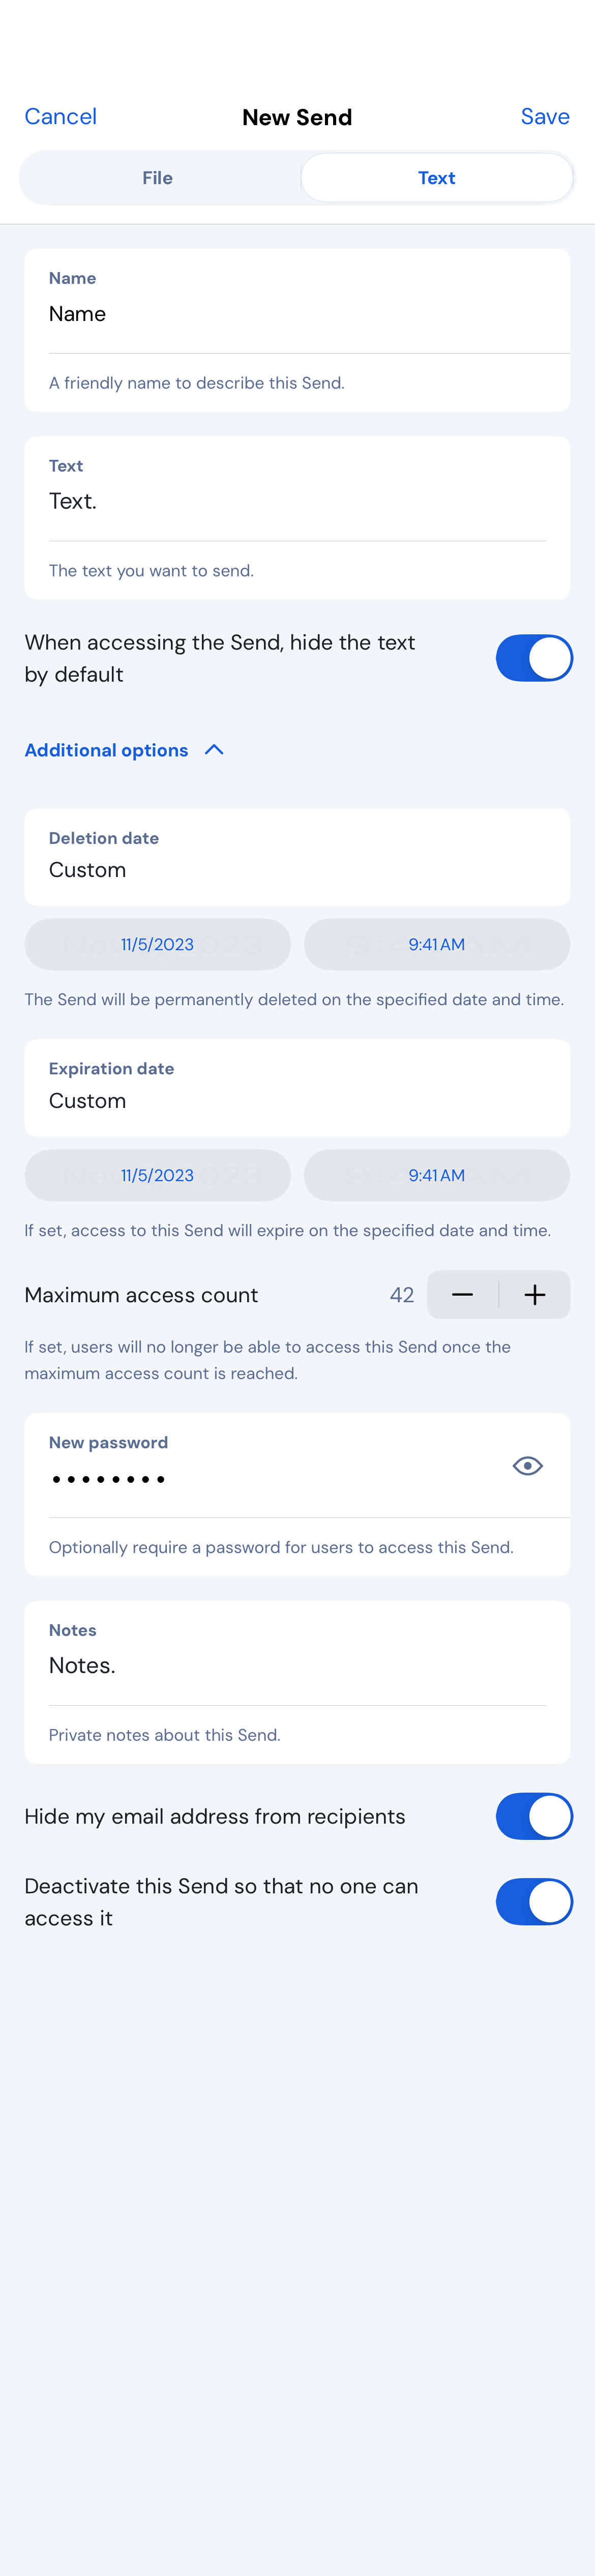 Cancel
New Send
Save
File
Text
Name
Name
A friendly name to describe this Send.
Text
Text.
The text you want to send.
When accessing the Send, hide the text
by default
Additional options
Deletion date
Custom
11/5/2023
9:41 AM
The Send will be permanently deleted on the specified date and time.
Expiration date
Custom
11/5/2023
9:41 AM
If set, access to this Send will expire on the specified date and time.
Maximum access count
42
If set, users will no longer be able to access this Send once the
maximum access count is reached.
New password
••••••••
Optionally require a password for users to access this Send.
Notes
Notes.
Private notes about this Send.
Hide my email address from recipients
Deactivate this Send so that no one can
access it